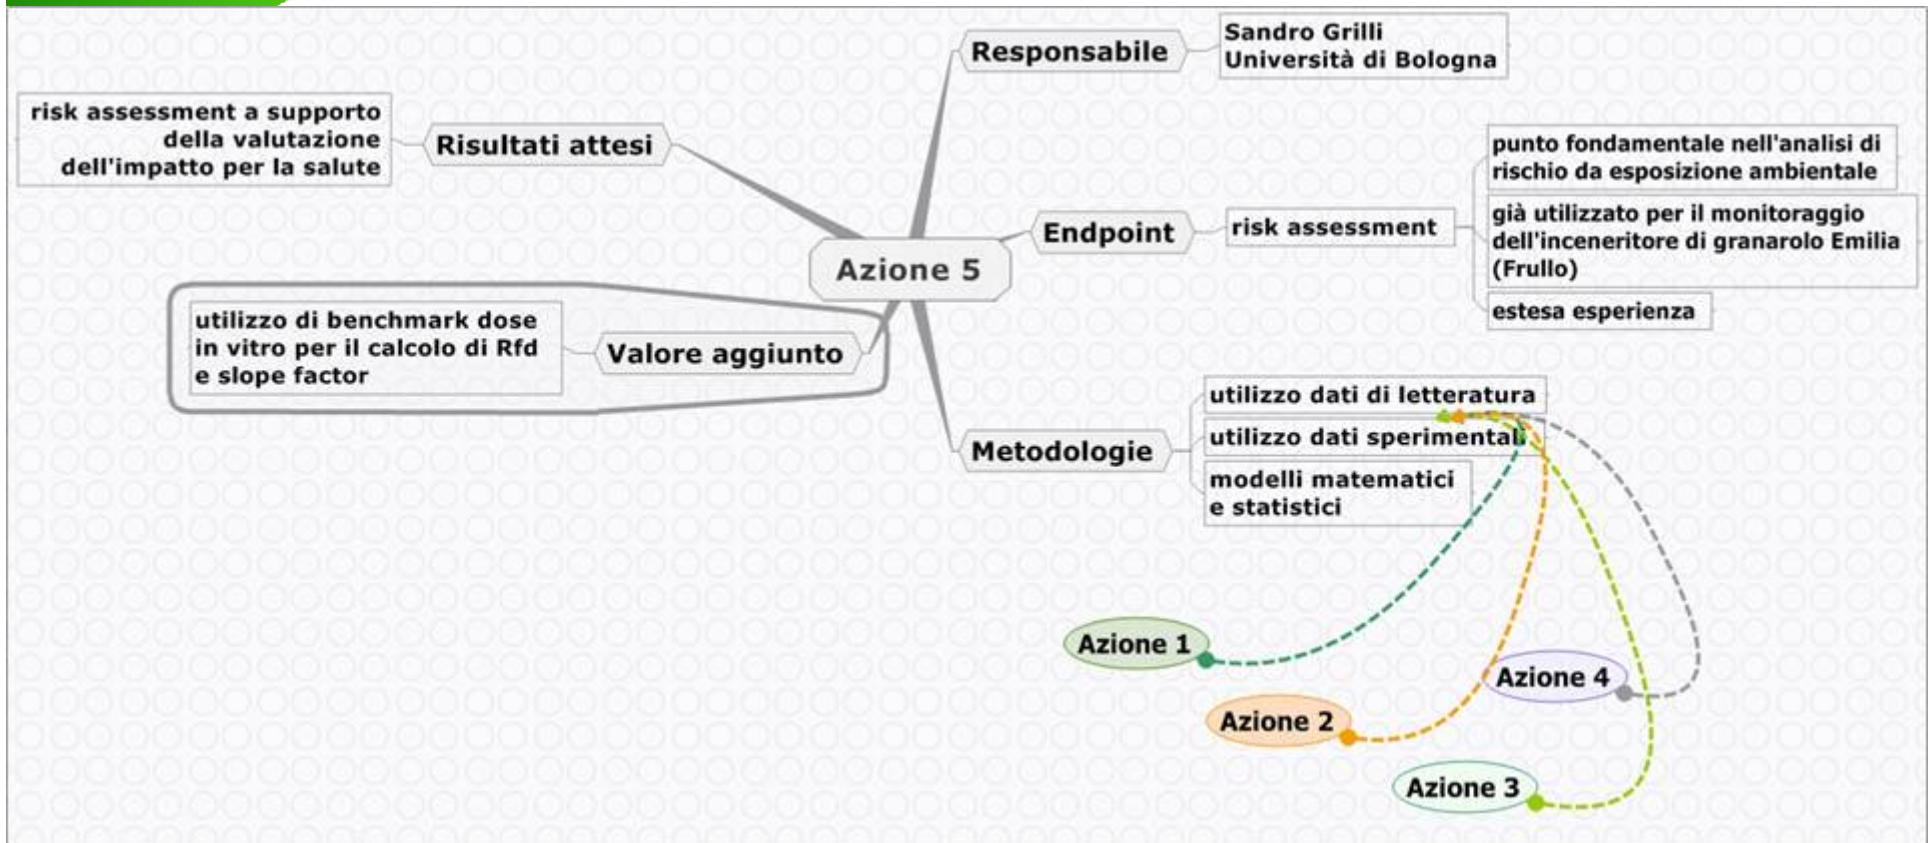 Azione 5
Responsabile
Sandro Grilli
Università di Bologna
Endpoint
risk assessment
punto fondamentale nell'analisi di
rischio da esposizione ambientale
già utilizzato per il monitoraggio
dell'inceneritore di granarolo Emilia
(Frullo)
estesa esperienza
Metodologie
utilizzo dati di letteratura
utilizzo dati sperimentali
modelli matematici
e statistici
Risultati attesi
risk assessment a supporto
della valutazione
dell'impatto per la salute
Valore aggiunto
utilizzo di benchmark dose
in vitro per il calcolo di Rfd
e slope factor
Azione 1
Azione 2
Azione 4
Azione 3